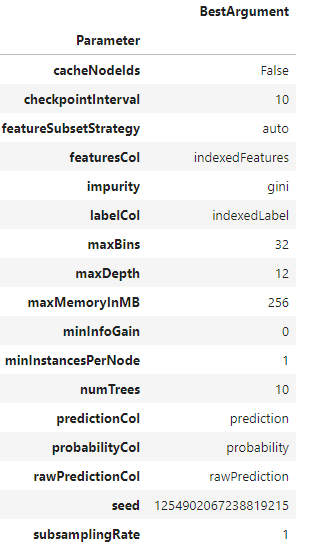 BestArgument
Parameter
cacheNodeIds False
checkpointInterval 10
featureSubsetStrategy auto
featuresCol indexedFeatures
impurity gini
labelCol indexedLabel
maxBins 32
maxDepth 12
maxMemoryInMB 256
minInfoGain 0
minInstancesPerNode 1
numTrees 10
predictionCol prediction
probabilityCol probability
rawPredictionCol rawPrediction
seed 1254902067238819215
subsamplingRate 1